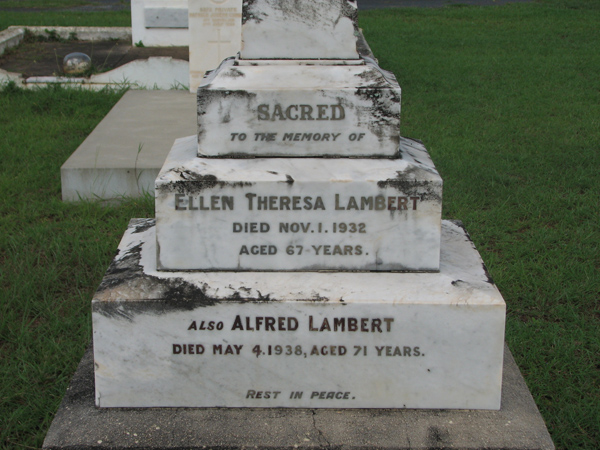 SACRED
TO THE MEMORY OF
ELLEN THERESA LAMBERT
DIED NOV. 1. 1932
AGED 67 YEARS.
ALSO ALFRED LAMBERT
DIED MAY 4. 1938, AGED 71 YEARS.
REST IN PEACE.